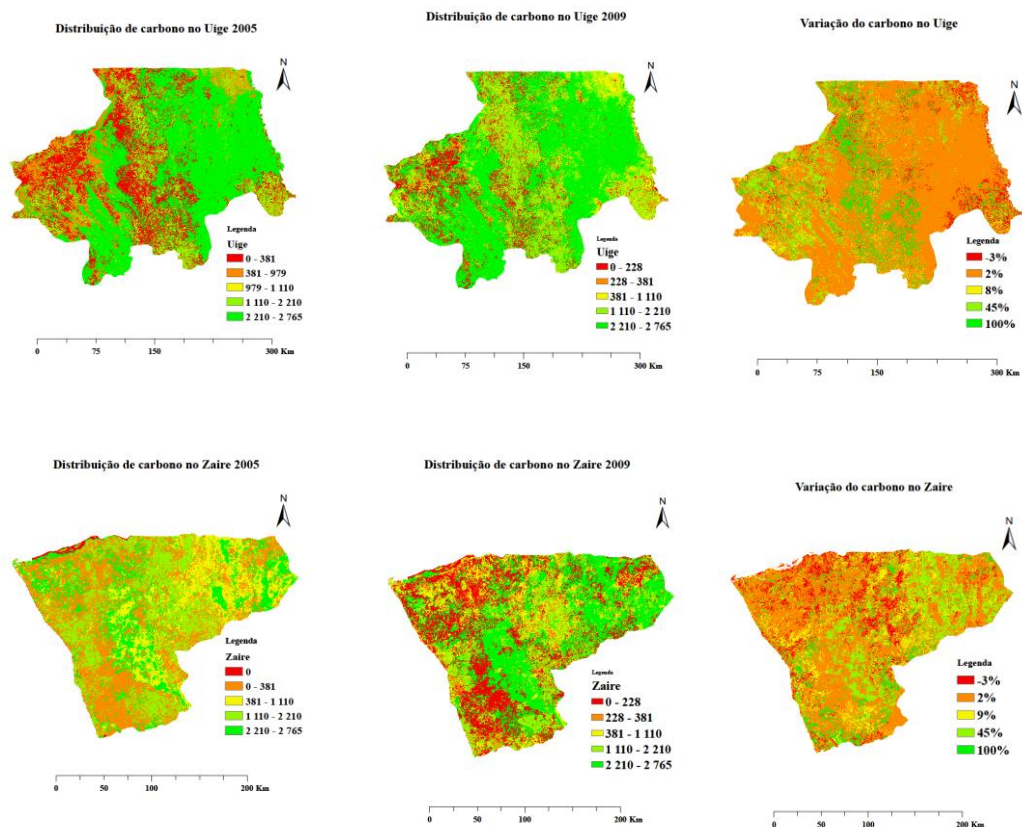 Distribuição de carbono no Uíge 2005
N
Legenda
Uíge
0 - 381
381 - 979
979 - 1 110
1 110 - 2 210
2 210 - 2 765
0 75 150 300 Km
Distribuição de carbono no Uíge 2009
N
Legenda
Uíge
0 - 228
228 - 381
381 - 1 110
1 110 - 2 210
2 210 - 2 765
0 75 150 300 Km
Variação do carbono no Uíge
N
Legenda
-3%
2%
8%
45%
100%
0 75 150 300 Km
Distribuição de carbono no Zaire 2005
N
Legenda
Zaire
0
0 - 381
381 - 1 110
1 110 - 2 210
2 210 - 2 765
0 50 100 200 Km
Distribuição de carbono no Zaire 2009
N
Legenda
Zaire
0 - 228
228 - 381
381 - 1 110
1 110 - 2 210
2 210 - 2 765
0 50 100 200 Km
Variação do carbono no Zaire
N
Legenda
-3%
2%
9%
45%
100%
0 50 100 200 Km